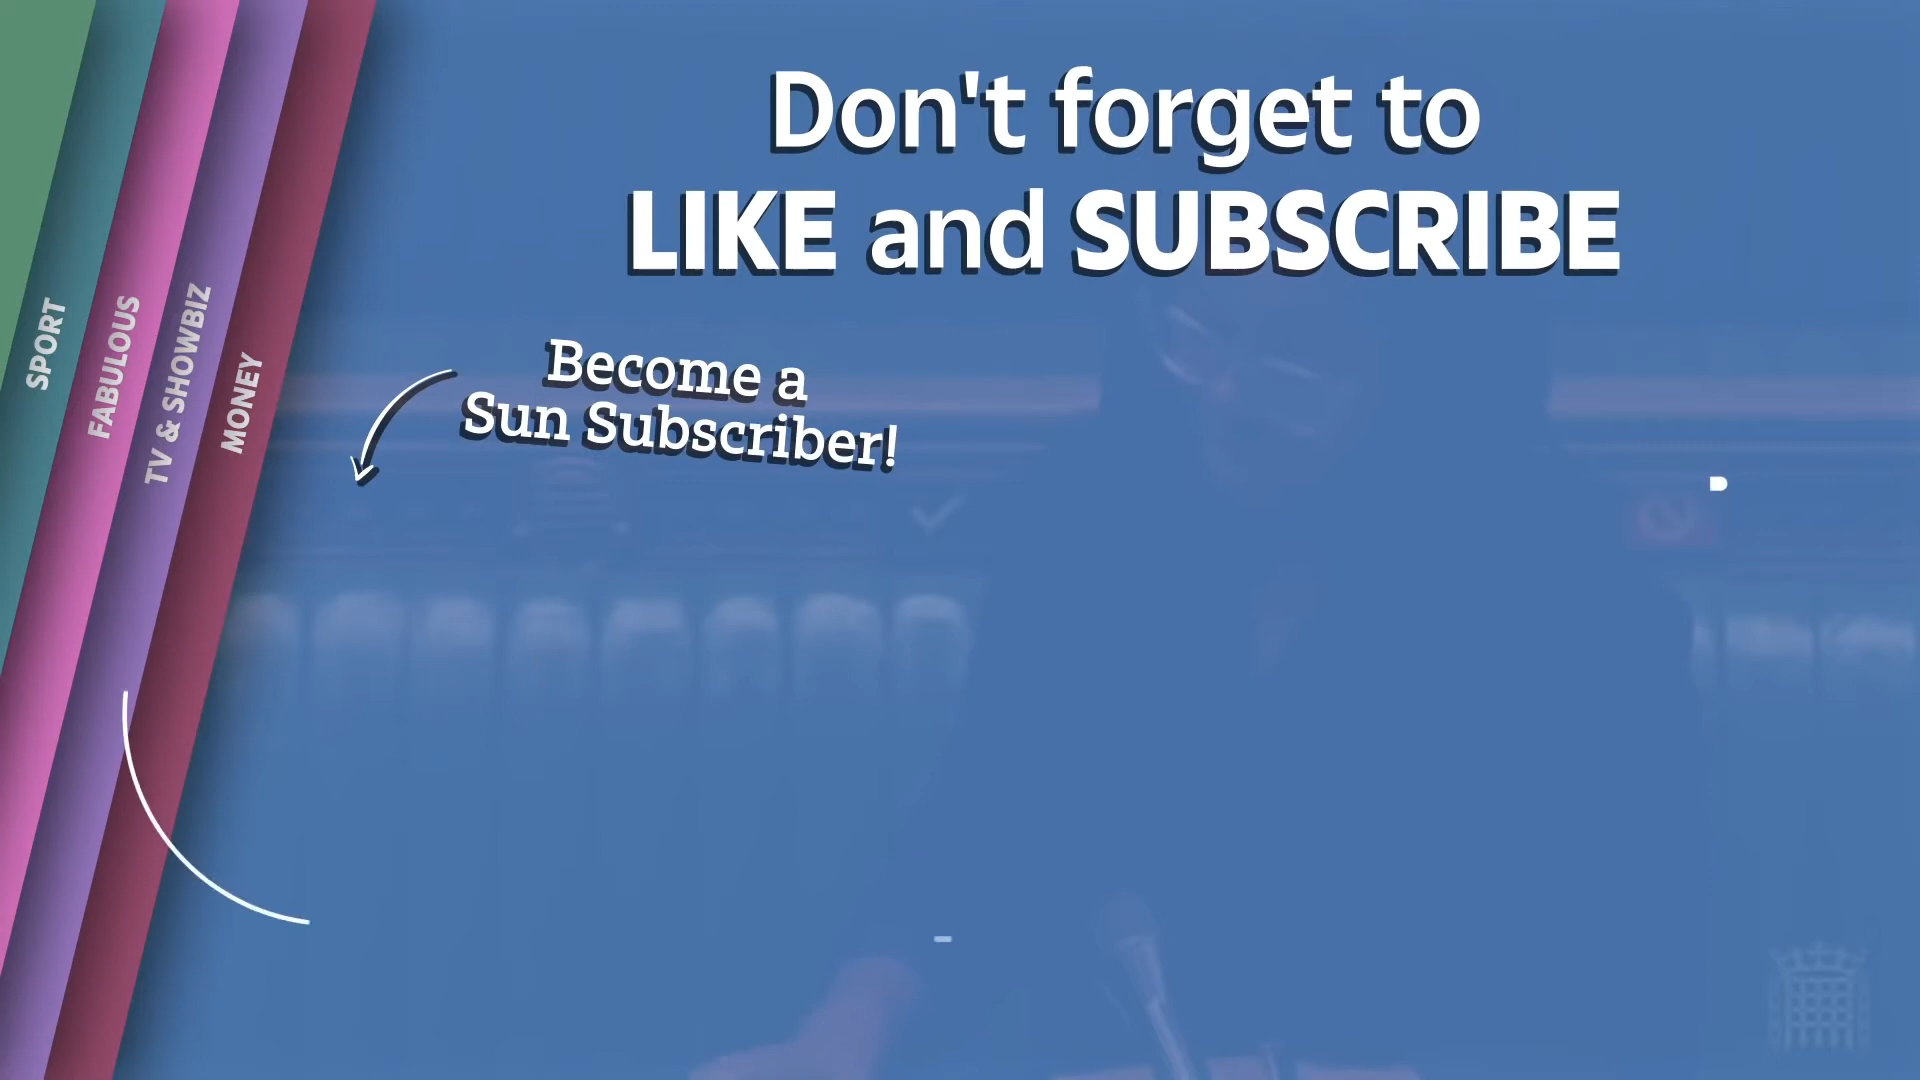 Don't forget to
LIKE and SUBSCRIBE
Become a
Sun Subscriber!
SPORT
FABULOUS
TV & SHOWBIZ
MONEY